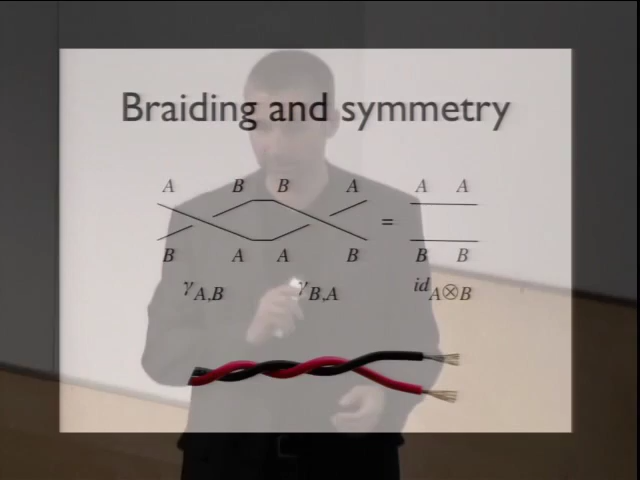 Braiding and symmetry
A B B A A A
=
B A A B B B
γA,B γB,A idA⊗B